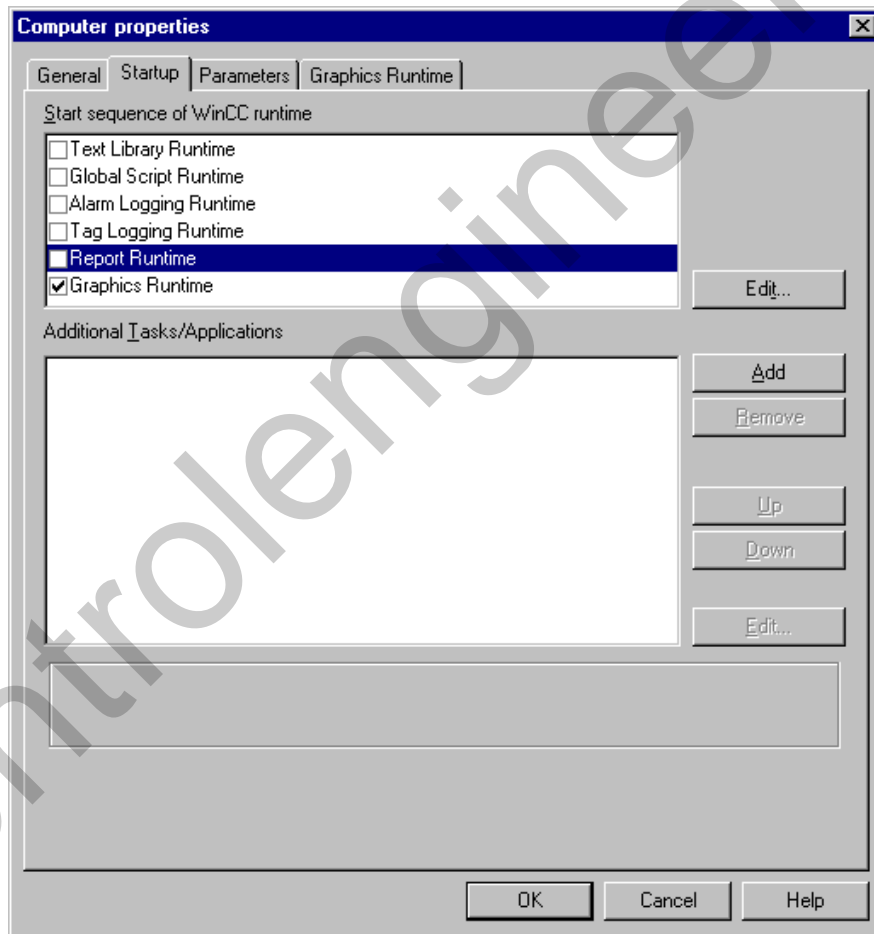 Computer properties
General Startup Parameters Graphics Runtime
Start sequence of WinCC runtime
Text Library Runtime
Global Script Runtime
Alarm Logging Runtime
Tag Logging Runtime
Report Runtime
Graphics Runtime
Edit...
Additional Tasks/Applications
Add
Remove
Up
Down
Edit...
OK Cancel Help